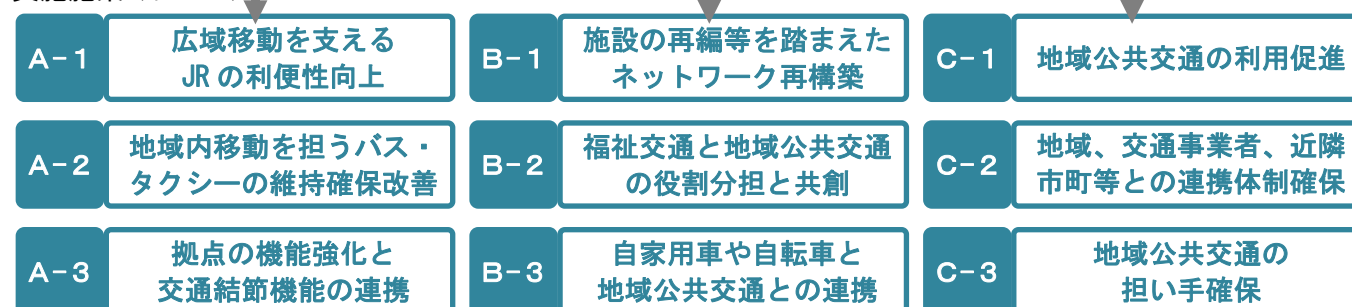 A-1
広域移動を支える
JRの利便性向上
B-1
施設の再編等を踏まえた
ネットワーク再構築
C-1
地域公共交通の利用促進
A-2
地域内移動を担うバス・
タクシーの維持確保改善
B-2
福祉交通と地域公共交通
の役割分担と共創
C-2
地域、交通事業者、近隣
市町等との連携体制確保
A-3
拠点の機能強化と
交通結節機能の連携
B-3
自家用車や自転車と
地域公共交通との連携
C-3
地域公共交通の
担い手確保